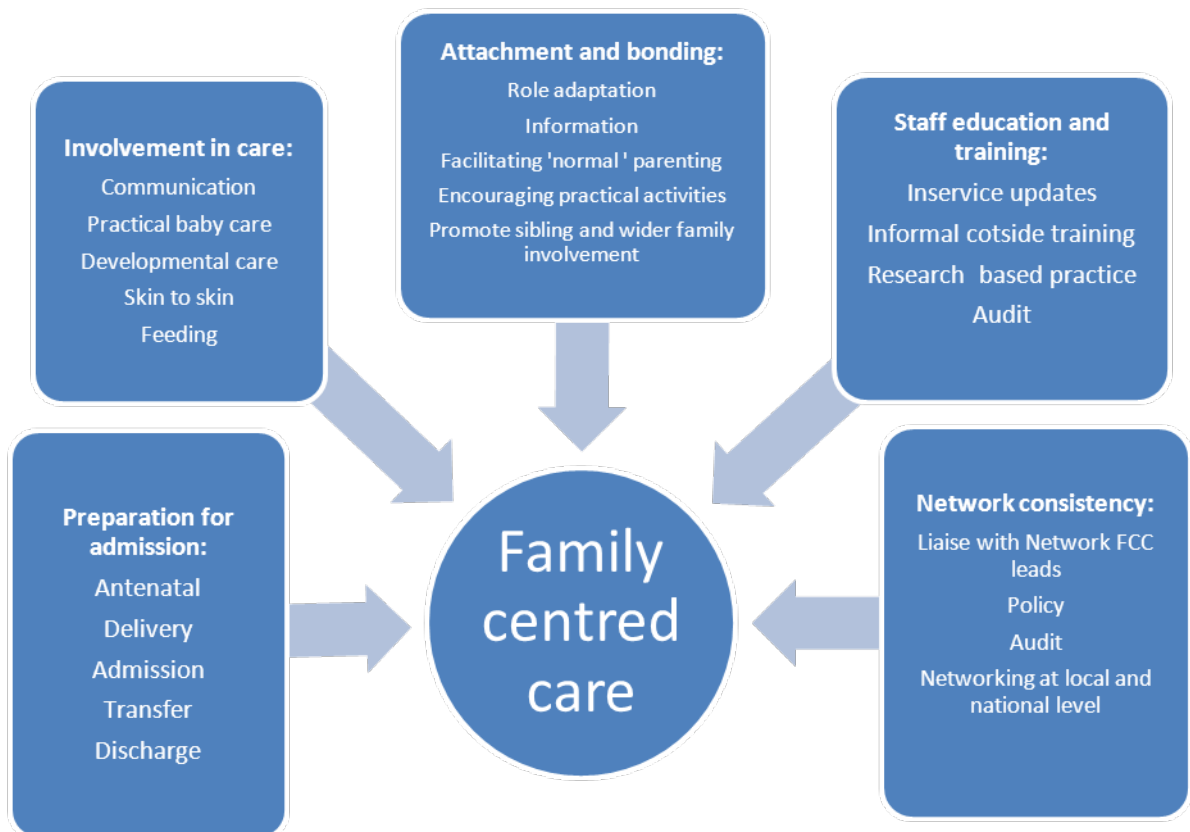 Attachment and bonding:
Role adaptation
Information
Facilitating 'normal ' parenting
Encouraging practical activities
Promote sibling and wider family
involvement
Involvement in care:
Communication
Practical baby care
Developmental care
Skin to skin
Feeding
Staff education and
training:
Inservice updates
Informal cotside training
Research  based practice
Audit
Preparation for
admission:
Antenatal
Delivery
Admission
Transfer
Discharge
Family
centred
care
Network consistency:
Liaise with Network FCC
leads
Policy
Audit
Networking at local and
national level